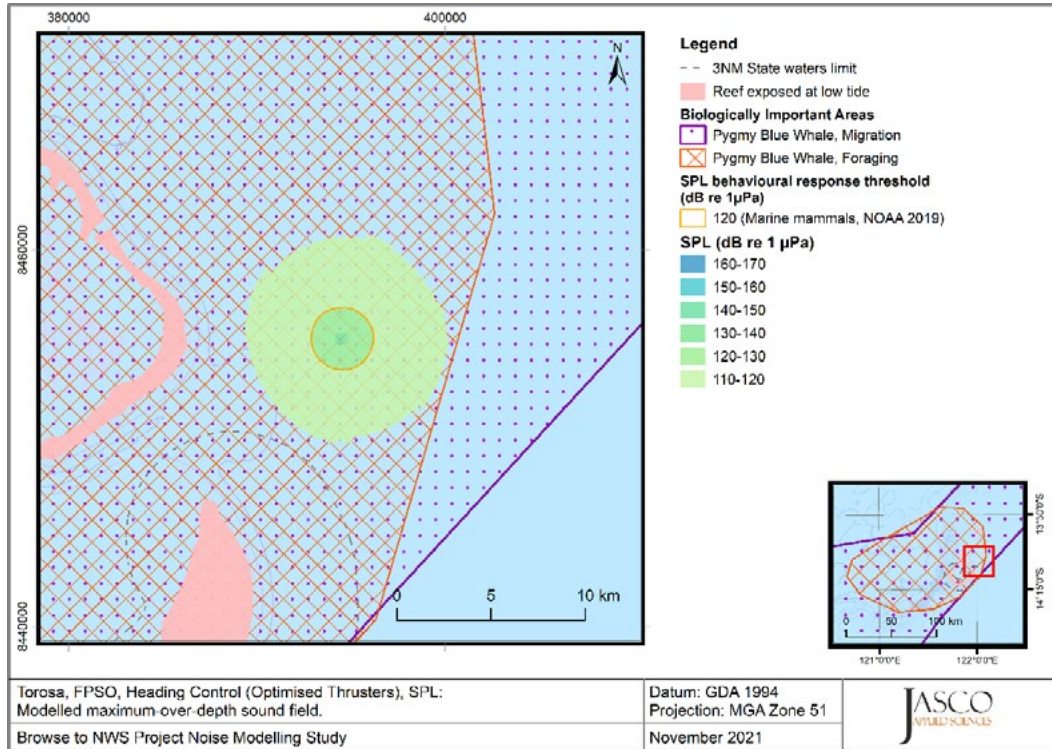 380000
400000
8460000
8440000
N
0 5 10 km
Legend
3NM State waters limit
Reef exposed at low tide
Biologically Important Areas
Pygmy Blue Whale, Migration
Pygmy Blue Whale, Foraging
SPL behavioural response threshold
(dB re 1µPa)
120 (Marine mammals, NOAA 2019)
SPL (dB re 1 µPa)
160-170
150-160
140-150
130-140
120-130
110-120
13°30'0"S
14°15'0"S
0 50 100 km
121°0'0"E
122°0'0"E
Torosa, FPSO, Heading Control (Optimised Thrusters), SPL:
Modelled maximum-over-depth sound field.
Browse to NWS Project Noise Modelling Study
Datum: GDA 1994
Projection: MGA Zone 51
November 2021
JASCO
APPLIED SCIENCES